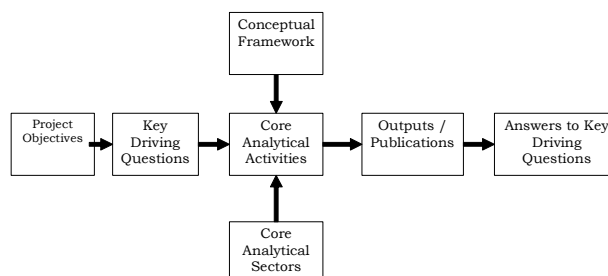 Conceptual
Framework
Project
Objectives
Key
Driving
Questions
Core
Analytical
Activities
Outputs /
Publications
Answers to Key
Driving
Questions
Core
Analytical
Sectors